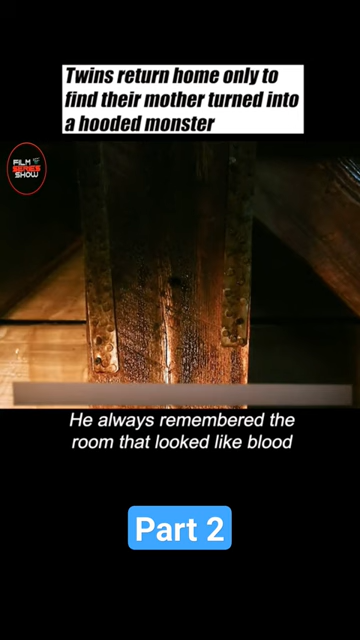 Twins return home only to
find their mother turned into
a hooded monster
FILM
SERIES
SHOW
He always remembered the
room that looked like blood
Part 2